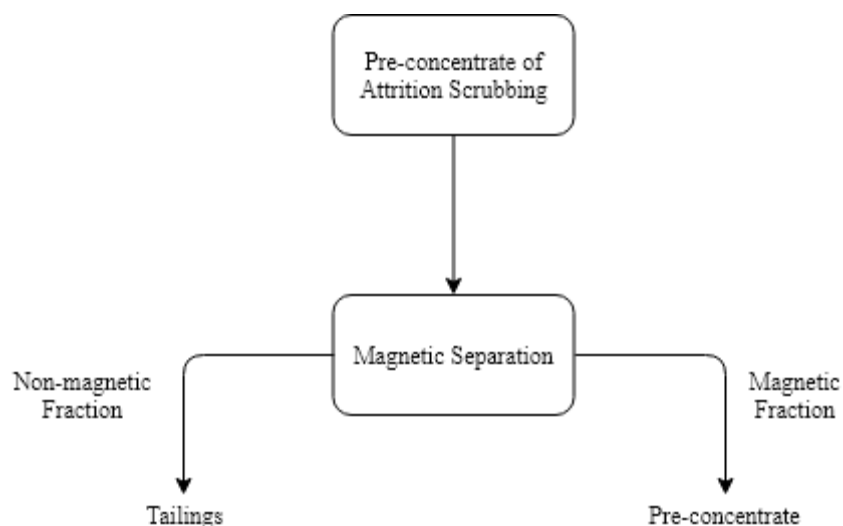 Pre-concentrate of
Attrition Scrubbing
Magnetic Separation
Non-magnetic
Fraction
Magnetic
Fraction
Tailings
Pre-concentrate